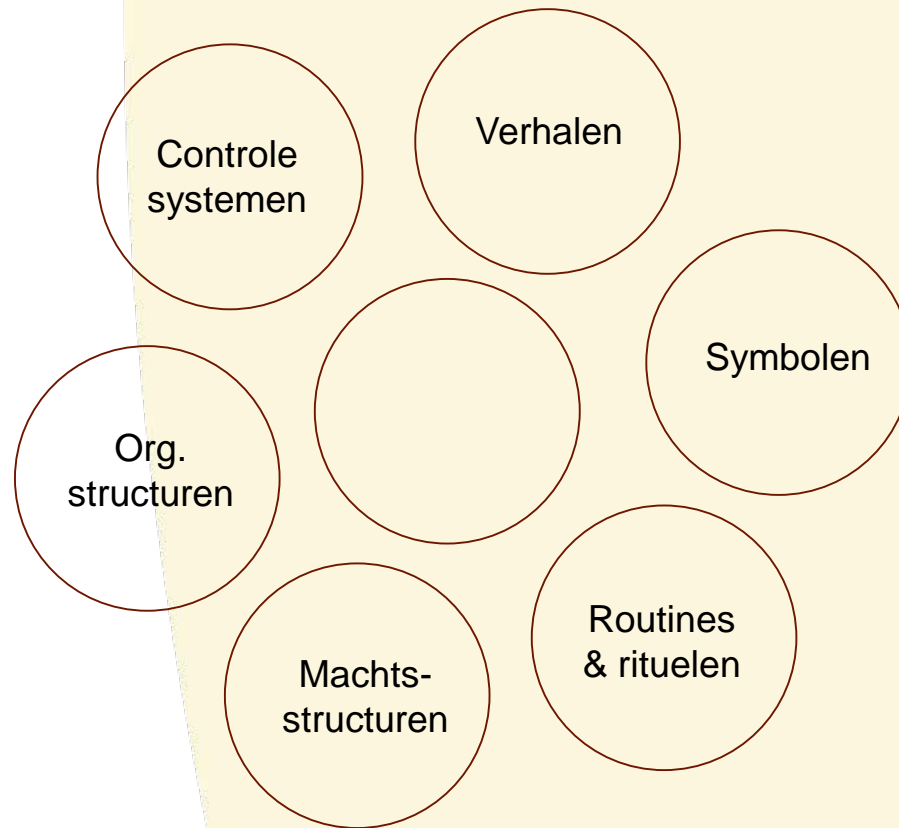 Verhalen
Controle
systemen
Symbolen
Org.
structuren
Routines
& rituelen
Machts-
structuren